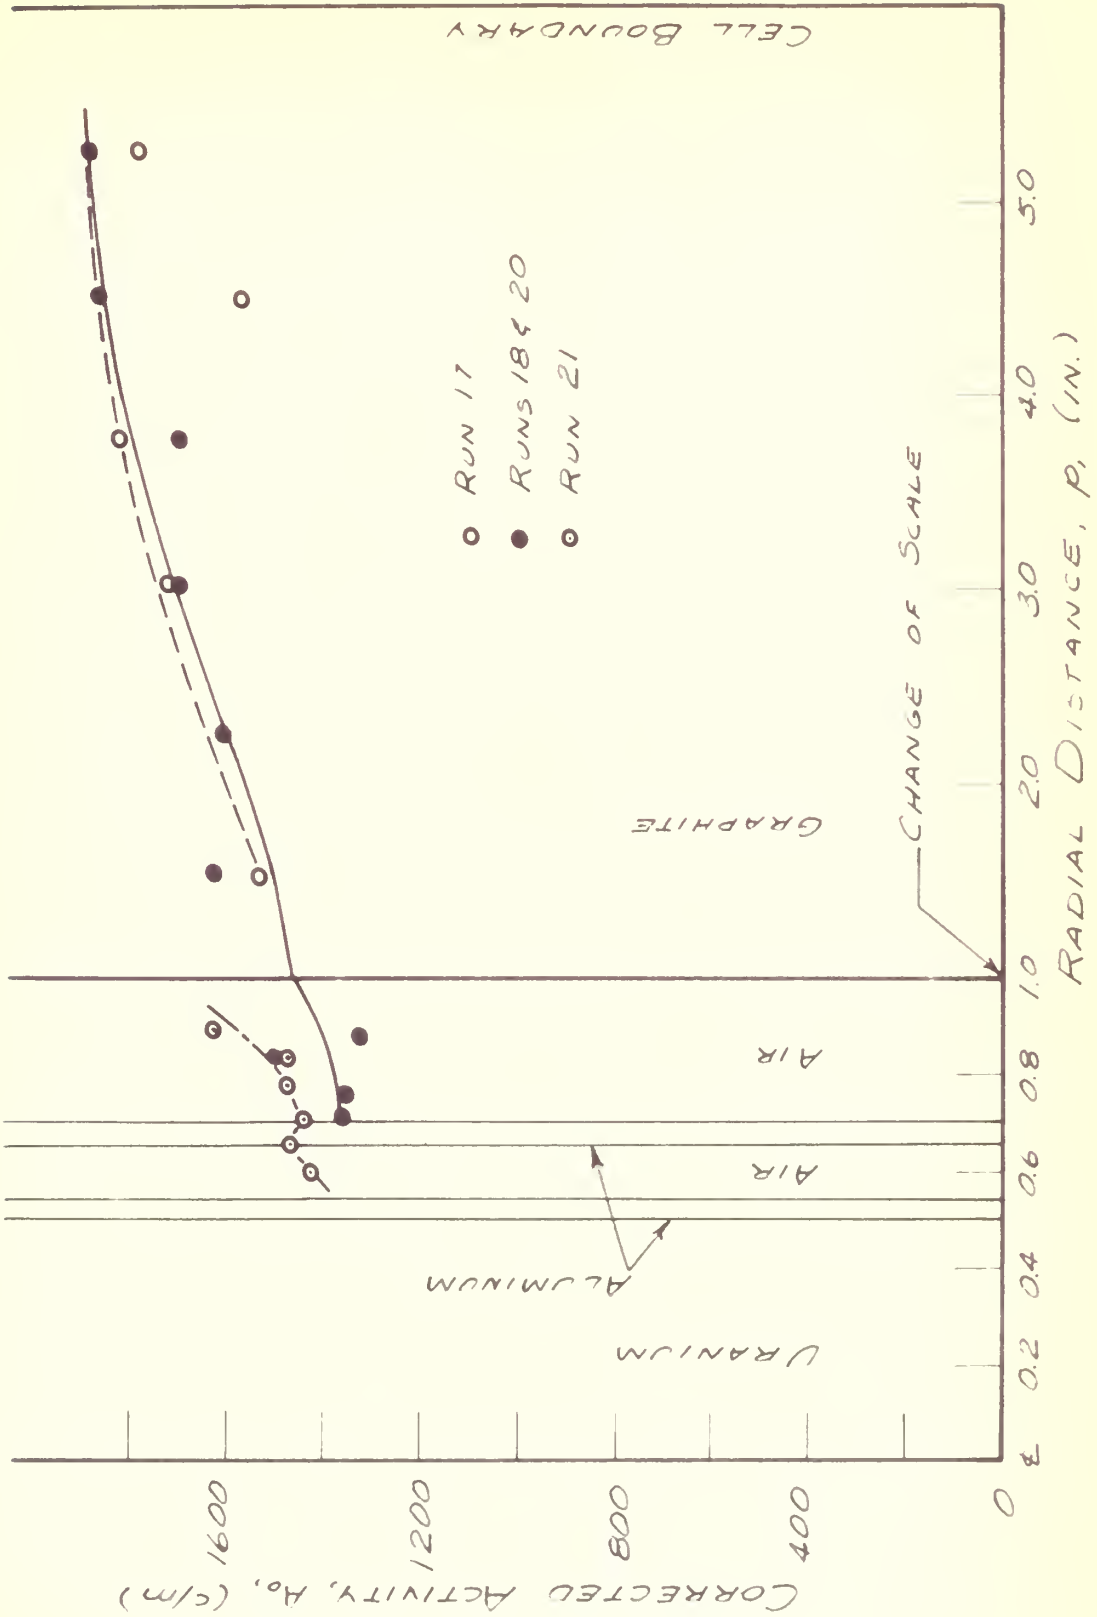 CORRECTED ACTIVITY, A₀, (C/M)
1600
1200
800
400
0
℄
0.2
0.4
0.6
0.8
1.0
2.0
3.0
4.0
5.0
RADIAL DISTANCE, ρ, (IN.)
URANIUM
ALUMINUM
AIR
AIR
GRAPHITE
CELL BOUNDARY
CHANGE OF SCALE
RUN 17
RUNS 18 & 20
RUN 21